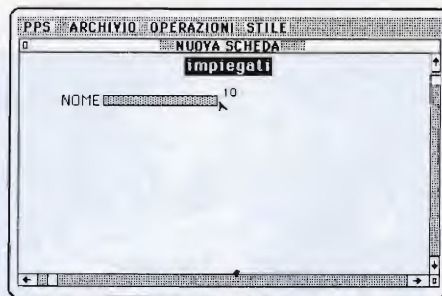 PPS ARCHIVIO OPERAZIONI STILE
NUOVA SCHEDA
impiegati
NOME 10